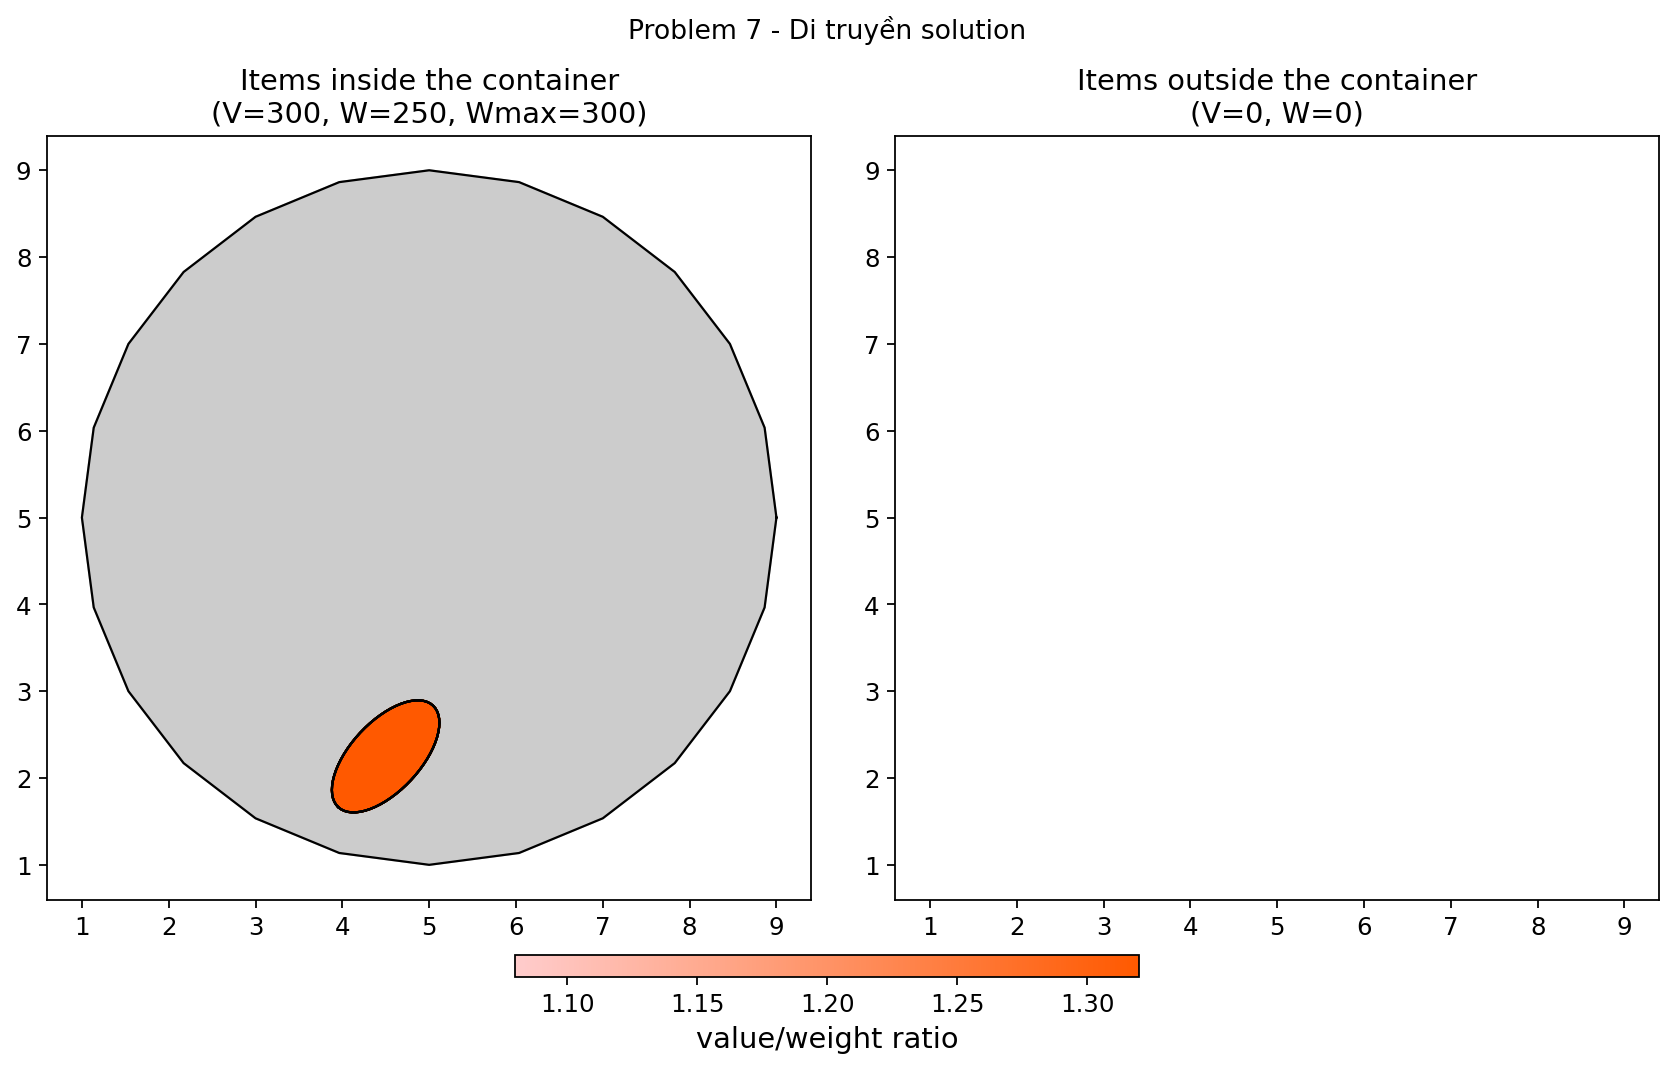 Problem 7 - Di truyền solution
Items inside the container
(V=300, W=250, Wmax=300)
9
8
7
6
5
4
3
2
1
1 2 3 4 5 6 7 8 9
Items outside the container
(V=0, W=0)
9
8
7
6
5
4
3
2
1
1 2 3 4 5 6 7 8 9
1.10 1.15 1.20 1.25 1.30
value/weight ratio